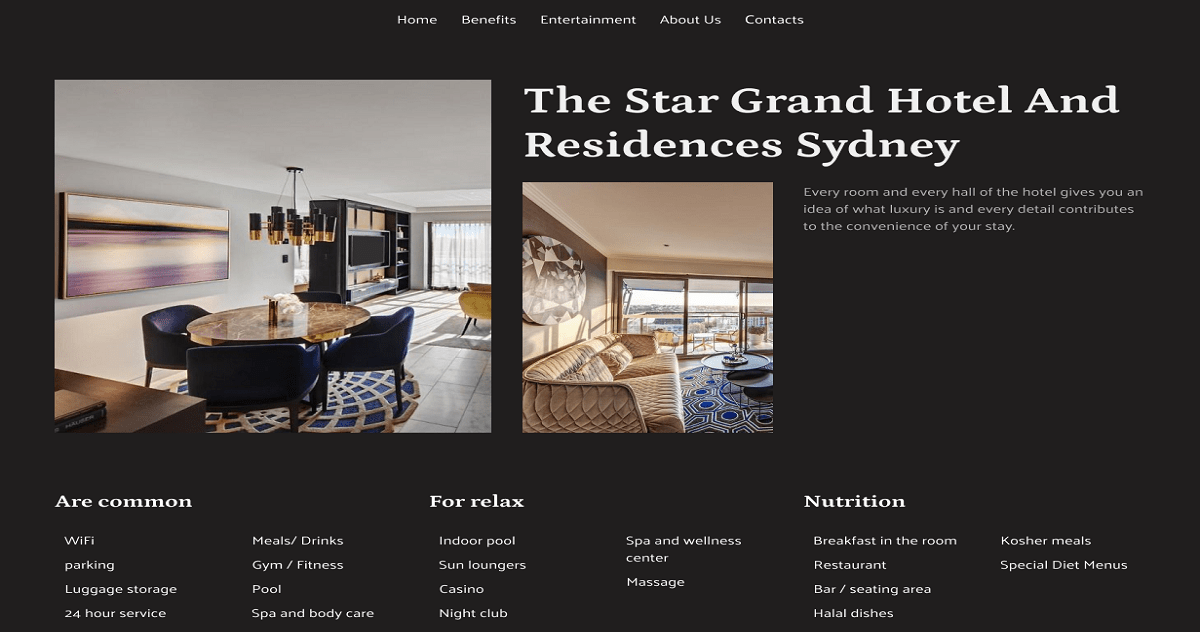 Home Benefits Entertainment About Us Contacts
The Star Grand Hotel And
Residences Sydney
Every room and every hall of the hotel gives you an
idea of what luxury is and every detail contributes
to the convenience of your stay.
Are common
WiFi
parking
Luggage storage
24 hour service
Meals/ Drinks
Gym / Fitness
Pool
Spa and body care
For relax
Indoor pool
Sun loungers
Casino
Night club
Spa and wellness
center
Massage
Nutrition
Breakfast in the room
Restaurant
Bar / seating area
Halal dishes
Kosher meals
Special Diet Menus